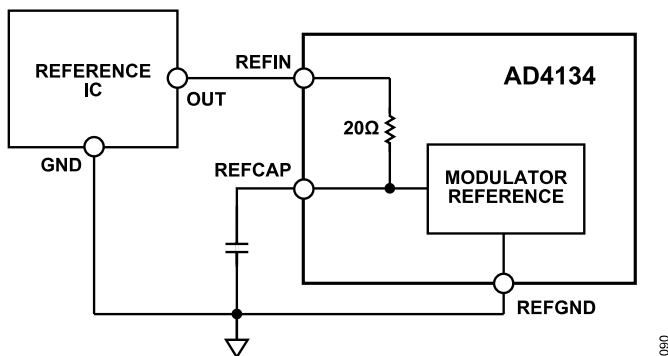 REFERENCE
IC
OUT
GND
REFIN
AD4134
20Ω
REFCAP
MODULATOR
REFERENCE
REFGND
060